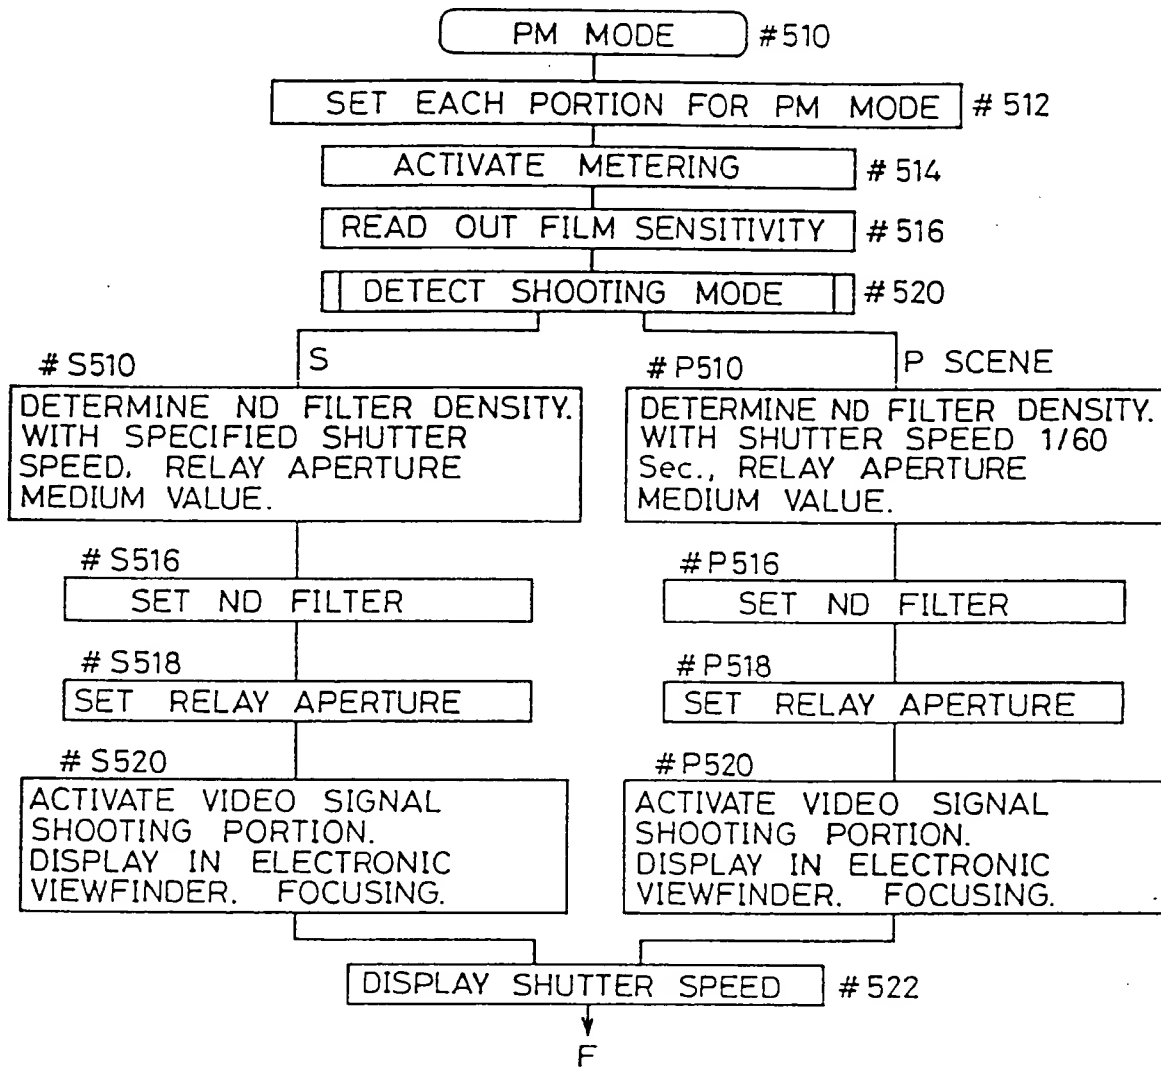 PM MODE #510
SET EACH PORTION FOR PM MODE #512
ACTIVATE METERING #514
READ OUT FILM SENSITIVITY #516
DETECT SHOOTING MODE #520
S
#S510
DETERMINE ND FILTER DENSITY.
WITH SPECIFIED SHUTTER
SPEED. RELAY APERTURE
MEDIUM VALUE.
#S516
SET ND FILTER
#S518
SET RELAY APERTURE
#S520
ACTIVATE VIDEO SIGNAL
SHOOTING PORTION.
DISPLAY IN ELECTRONIC
VIEWFINDER. FOCUSING.
P SCENE
#P510
DETERMINE ND FILTER DENSITY.
WITH SHUTTER SPEED 1/60
Sec., RELAY APERTURE
MEDIUM VALUE.
#P516
SET ND FILTER
#P518
SET RELAY APERTURE
#P520
ACTIVATE VIDEO SIGNAL
SHOOTING PORTION.
DISPLAY IN ELECTRONIC
VIEWFINDER. FOCUSING.
DISPLAY SHUTTER SPEED #522
F